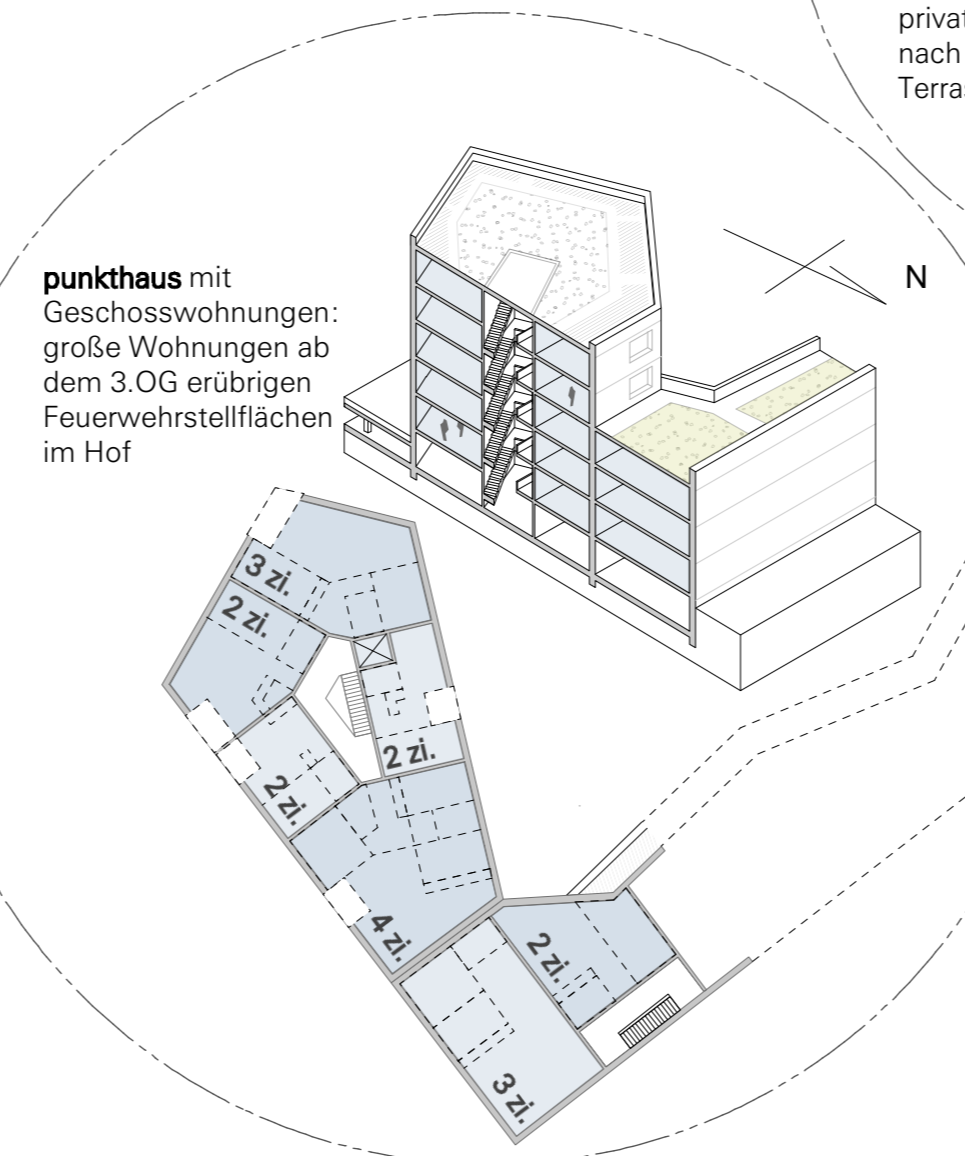 privat
nach
Terras
punkthaus mit
Geschosswohnungen:
große Wohnungen ab
dem 3.OG erübrigen
Feuerwehrstellflächen
im Hof
N
3 zi.
2 zi.
2 zi.
2 zi.
4 zi.
2 zi.
3 zi.